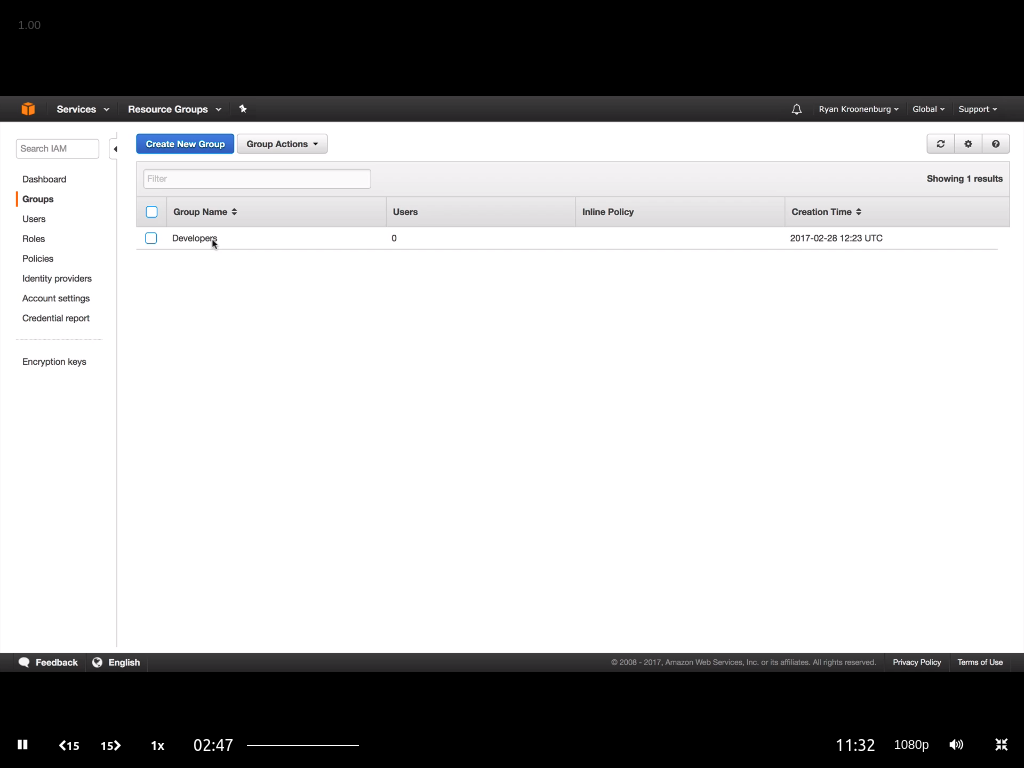 1.00
Services Resource Groups Ryan Kroonenburg Global Support
Search IAM
Create New Group Group Actions
Dashboard
Groups
Users
Roles
Policies
Identity providers
Account settings
Credential report
Encryption keys
Filter Showing 1 results
Group Name Users Inline Policy Creation Time
Developers 0 2017-02-28 12:23 UTC
Feedback English © 2008 - 2017, Amazon Web Services, Inc. or its affiliates. All rights reserved. Privacy Policy Terms of Use
15 15 1x 02:47 11:32 1080p